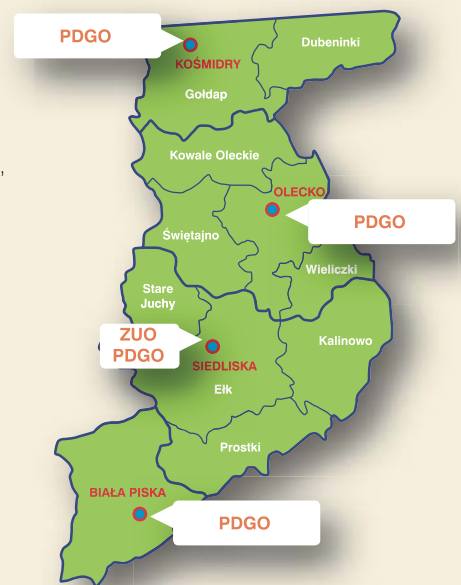 PDGO
Dubeninki
KOŚMIDRY
Gołdap
Kowale Oleckie
,
OLECKO
PDGO
Świętajno
Wieliczki
Stare
Juchy
ZUO
PDGO
Kalinowo
SIEDLISKA
Ełk
Prostki
BIAŁA PISKA
PDGO